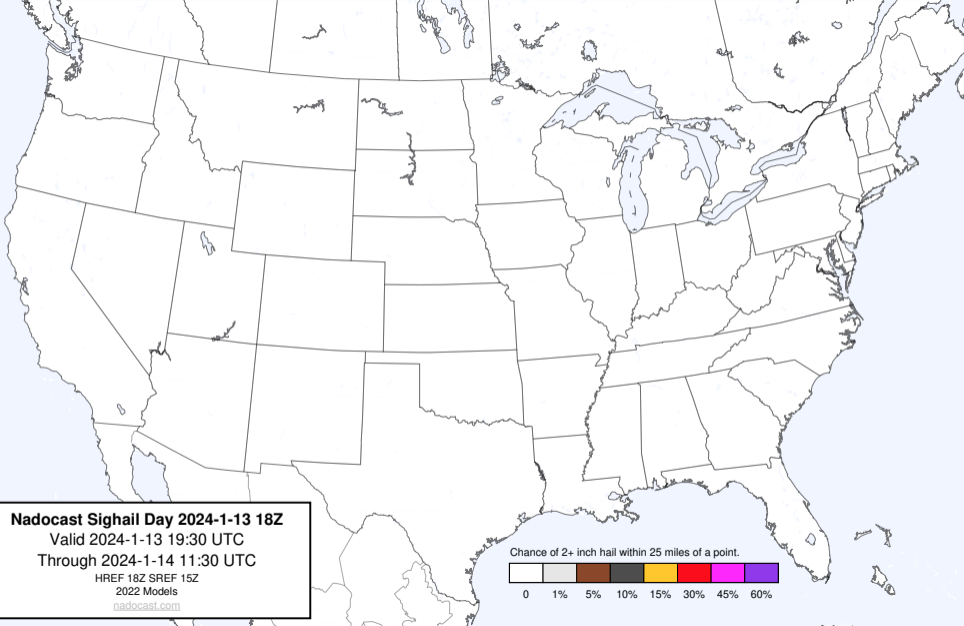 Nadocast Sighail Day 2024-1-13 18Z
Valid 2024-1-13 19:30 UTC
Through 2024-1-14 11:30 UTC
HREF 18Z SREF 15Z
2022 Models
nadocast.com
Chance of 2+ inch hail within 25 miles of a point.
0 1% 5% 10% 15% 30% 45% 60%